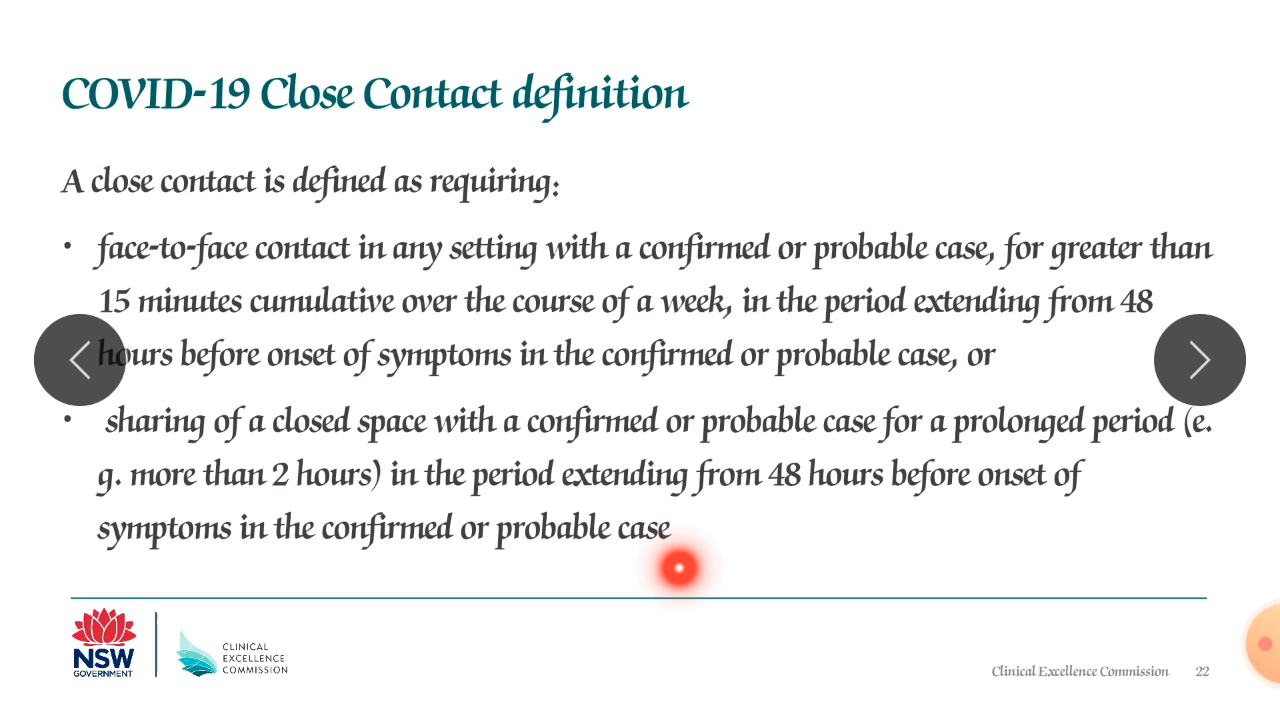 COVID-19 Close Contact definition
A close contact is defined as requiring:
• face-to-face contact in any setting with a confirmed or probable case, for greater than
15 minutes cumulative over the course of a week, in the period extending from 48
hours before onset of symptoms in the confirmed or probable case, or
• sharing of a closed space with a confirmed or probable case for a prolonged period (e.
g. more than 2 hours) in the period extending from 48 hours before onset of
symptoms in the confirmed or probable case
NSW
GOVERNMENT
CLINICAL
EXCELLENCE
COMMISSION
Clinical Excellence Commission 22